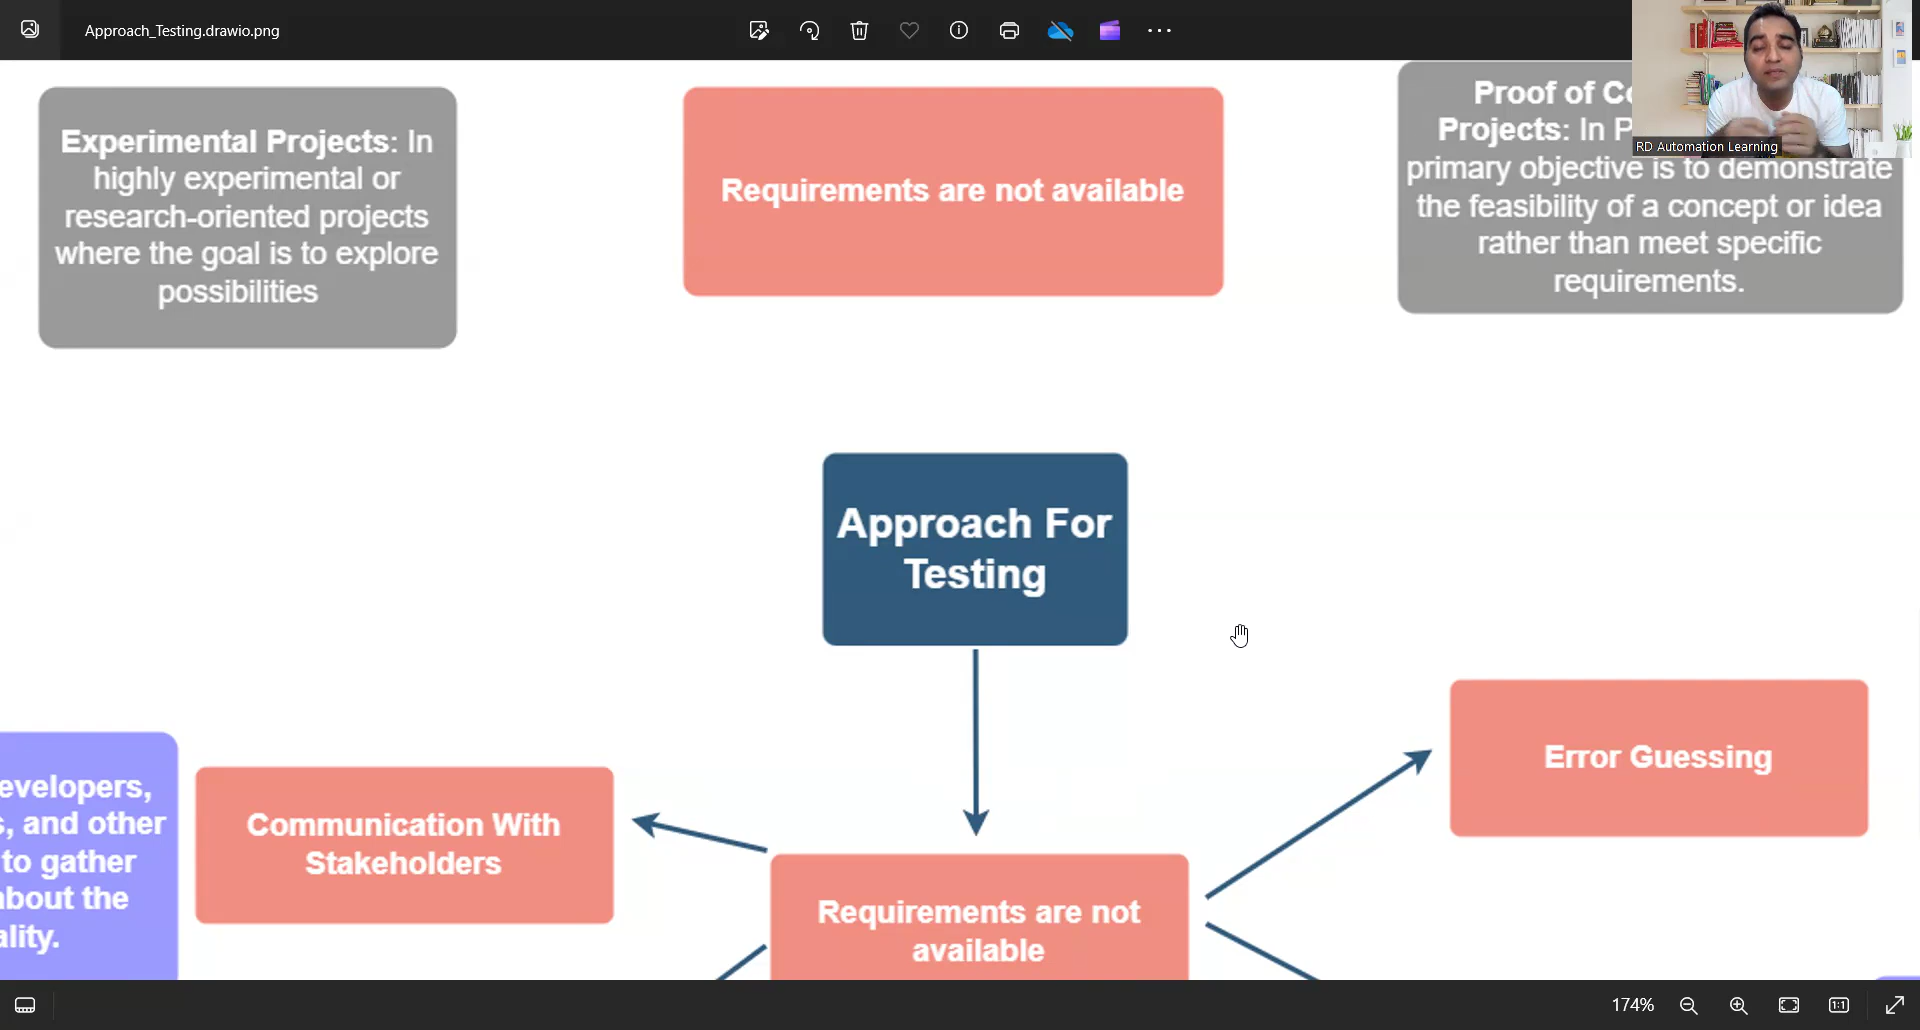 Approach_Testing.drawio.png
Experimental Projects: In
highly experimental or
research-oriented projects
where the goal is to explore
possibilities
Requirements are not available
Proof of
Projects: In
primary objective is to demonstrate
the feasibility of a concept or idea
rather than meet specific
requirements.
RD Automation Learning
Approach For
Testing
Error Guessing
Communication With
Stakeholders
and other
to gather
the
Requirements are not
available
174%
1:1